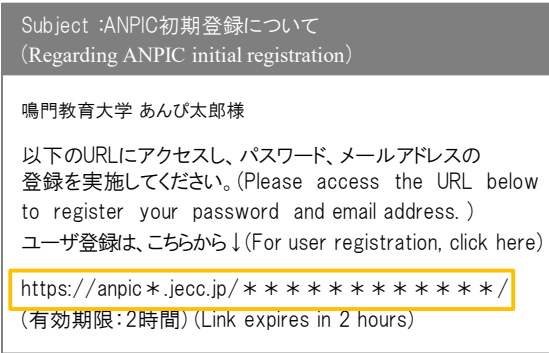 Subject :ANPIC初期登録について
(Regarding ANPIC initial registration)
鳴門教育大学 あんぴ太郎様
以下のURLにアクセスし、パスワード、メールアドレスの
登録を実施してください。(Please access the URL below
to register your password and email address. )
ユーザ登録は、こちらから↓(For user registration, click here)
https://anpic*.jecc.jp/************/
(有効期限:2時間)(Link expires in 2 hours)